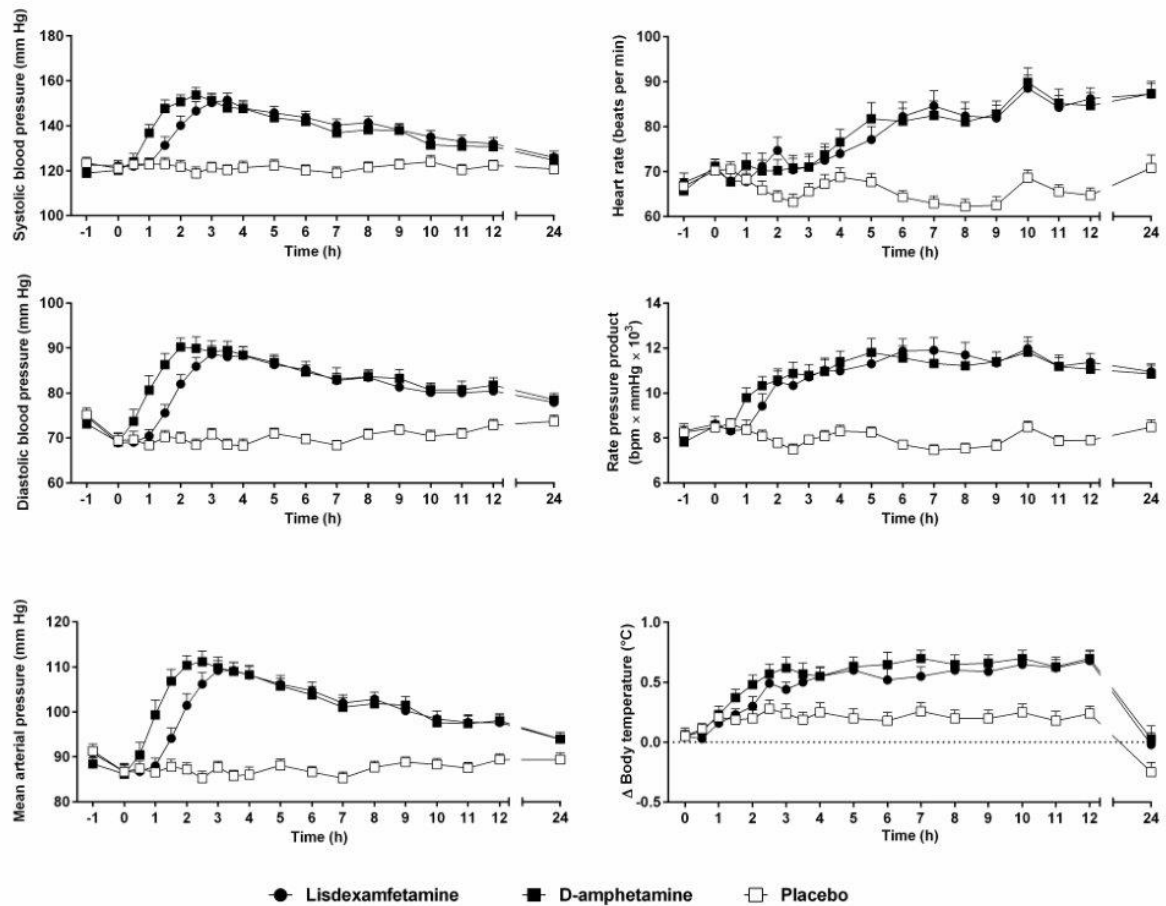 Systolic blood pressure (mm Hg)
160
140
120
100
-1 0 1 2 3 4 5 6 7 8 9 10 11 12 24
Time (h)
Heart rate (beats per min)
100
90
80
70
60
-1 0 1 2 3 4 5 6 7 8 9 10 11 12 24
Time (h)
Diastolic blood pressure (mm Hg)
100
90
80
70
60
-1 0 1 2 3 4 5 6 7 8 9 10 11 12 24
Time (h)
Rate pressure product
(bpm × mmHg × 10³)
14
12
10
8
6
-1 0 1 2 3 4 5 6 7 8 9 10 11 12 24
Time (h)
Mean arterial pressure (mm Hg)
120
110
100
90
80
-1 0 1 2 3 4 5 6 7 8 9 10 11 12 24
Time (h)
Δ Body temperature (°C)
1.0
0.5
0.0
-0.5
0 1 2 3 4 5 6 7 8 9 10 11 12 24
Time (h)
Lisdexamfetamine D-amphetamine Placebo